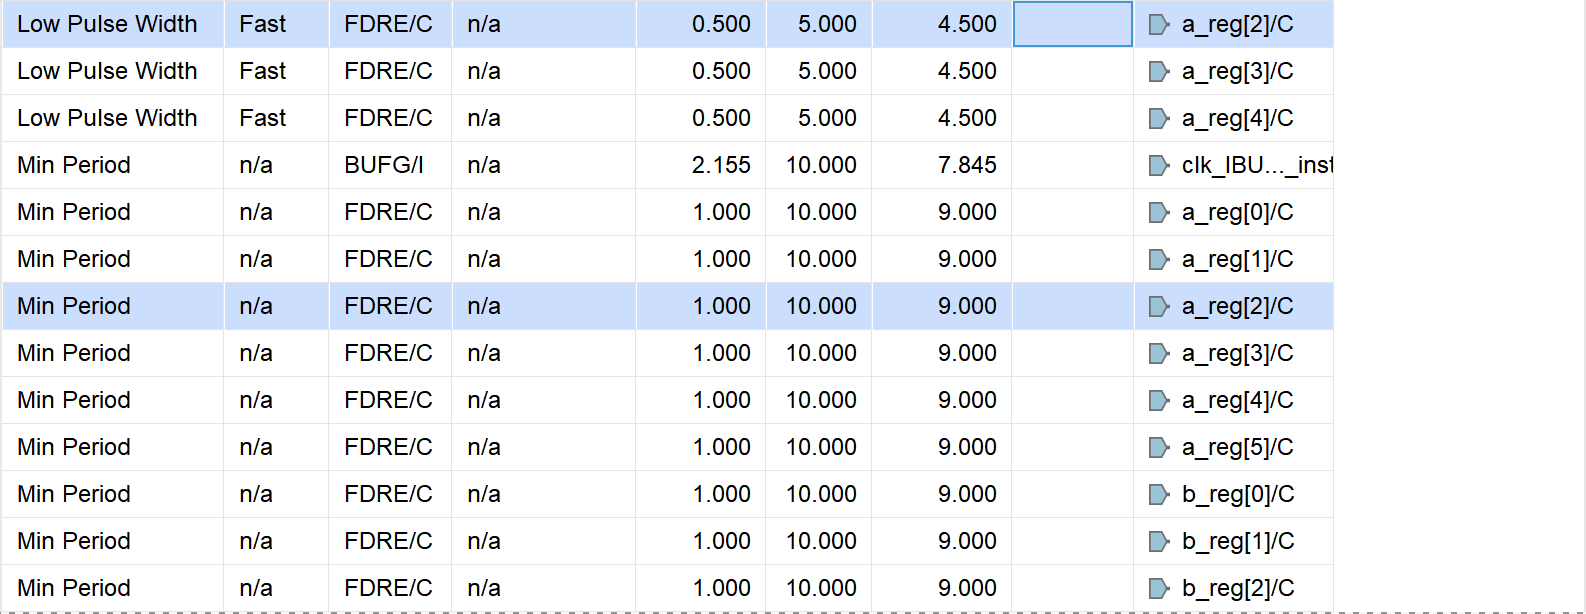 Low Pulse Width Fast FDRE/C n/a 0.500 5.000 4.500 a_reg[2]/C
Low Pulse Width Fast FDRE/C n/a 0.500 5.000 4.500 a_reg[3]/C
Low Pulse Width Fast FDRE/C n/a 0.500 5.000 4.500 a_reg[4]/C
Min Period n/a BUFG/I n/a 2.155 10.000 7.845 clk_IBU..._inst
Min Period n/a FDRE/C n/a 1.000 10.000 9.000 a_reg[0]/C
Min Period n/a FDRE/C n/a 1.000 10.000 9.000 a_reg[1]/C
Min Period n/a FDRE/C n/a 1.000 10.000 9.000 a_reg[2]/C
Min Period n/a FDRE/C n/a 1.000 10.000 9.000 a_reg[3]/C
Min Period n/a FDRE/C n/a 1.000 10.000 9.000 a_reg[4]/C
Min Period n/a FDRE/C n/a 1.000 10.000 9.000 a_reg[5]/C
Min Period n/a FDRE/C n/a 1.000 10.000 9.000 b_reg[0]/C
Min Period n/a FDRE/C n/a 1.000 10.000 9.000 b_reg[1]/C
Min Period n/a FDRE/C n/a 1.000 10.000 9.000 b_reg[2]/C